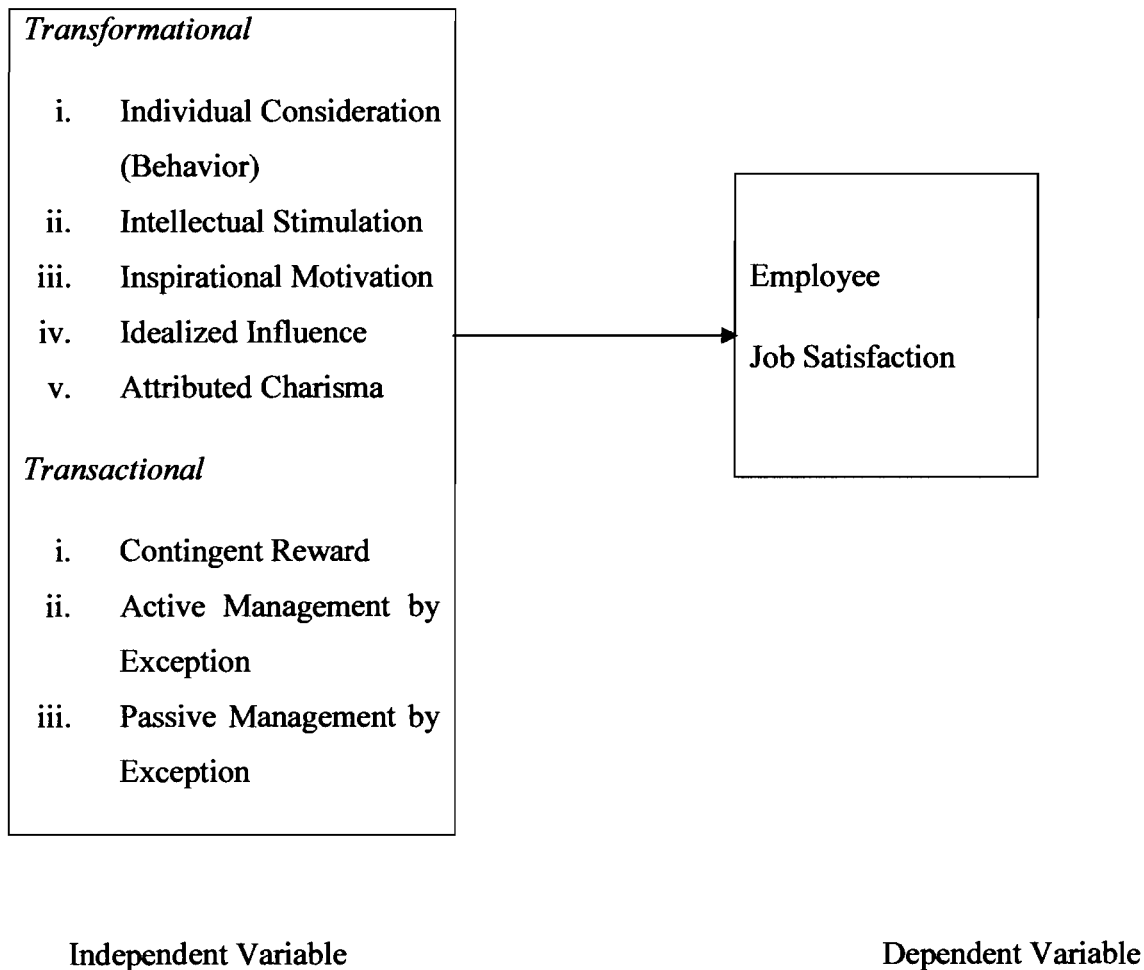 Transformational
i. Individual Consideration
(Behavior)
ii. Intellectual Stimulation
iii. Inspirational Motivation
iv. Idealized Influence
v. Attributed Charisma
Transactional
i. Contingent Reward
ii. Active Management by
Exception
iii. Passive Management by
Exception
Employee
Job Satisfaction
Independent Variable
Dependent Variable